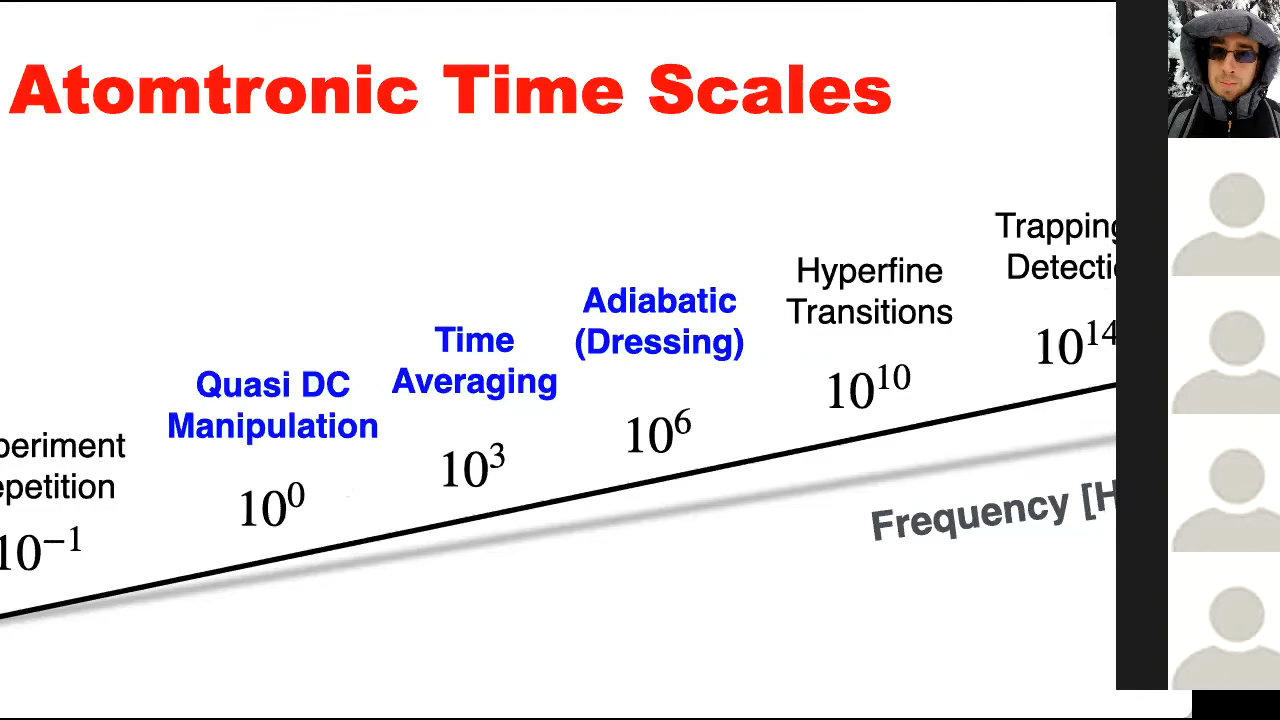 Atomtronic Time Scales
periment
epetition
10⁻¹
Quasi DC
Manipulation
10⁰
Time
Averaging
10³
Adiabatic
(Dressing)
10⁶
Hyperfine
Transitions
10¹⁰
Trapping
Detecti
10¹⁴
Frequency [H